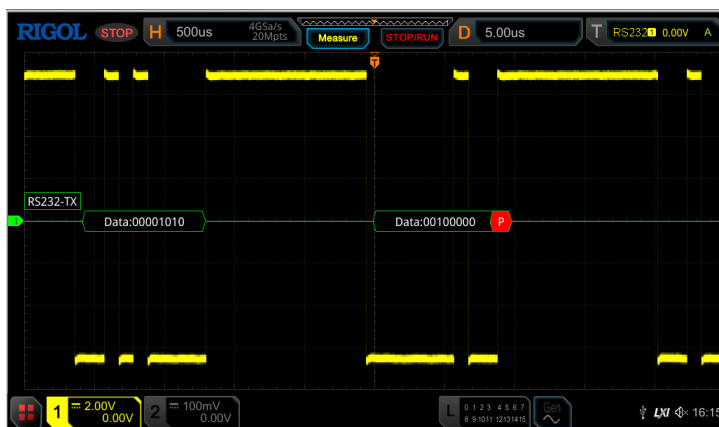 RIGOL STOP H 500us 4GSa/s 20Mpts Measure STOP/RUN D 5.00us T RS232 1 0.00V A
T
RS232-TX
1 Data:00001010 Data:00100000 P
1 2.00V 0.00V 2 100mV 0.00V L 0 1 2 3 4 5 6 7 8 9 10 11 12 13 14 15 Gen LXI 16:15